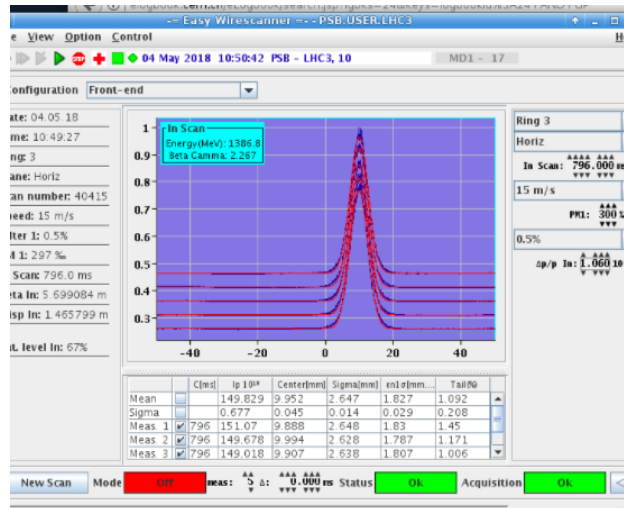 -= Easy Wirescanner =-- PSB.USER.LHC3
View Option Control
04 May 2018 10:50:42 PSB - LHC3, 10 MD1 - 17
onfiguration Front-end
ate: 04.05.18
me: 10:49:27
ng: 3
ane: Horiz
an number: 40415
eed: 15 m/s
lter 1: 0.5%
M 1: 297 ‰
Scan: 796.0 ms
eta In: 5.699084 m
isp In: 1.465799 m
t. level In: 67%
In Scan
Energy(MeV): 1386.8
Beta Gamma: 2.267
1
0.9
0.8
0.7
0.6
0.5
0.4
0.3
-40 -20 0 20 40
Ring 3
Horiz
In Scan: 796.000
15 m/s
PM1: 300
0.5%
Δp/p In: 1.060 10
C[ms] Ip 10¹⁰ Center[mm] Sigma[mm] en1σ[mm.... Tail%
Mean 149.829 9.952 2.647 1.827 1.092
Sigma 0.677 0.045 0.014 0.029 0.208
Meas. 1 796 151.07 9.888 2.648 1.83 1.45
Meas. 2 796 149.678 9.994 2.628 1.787 1.171
Meas. 3 796 149.018 9.907 2.638 1.807 1.006
New Scan Mode Off meas: 5 Δ: 0.000 ms Status Ok Acquisition Ok